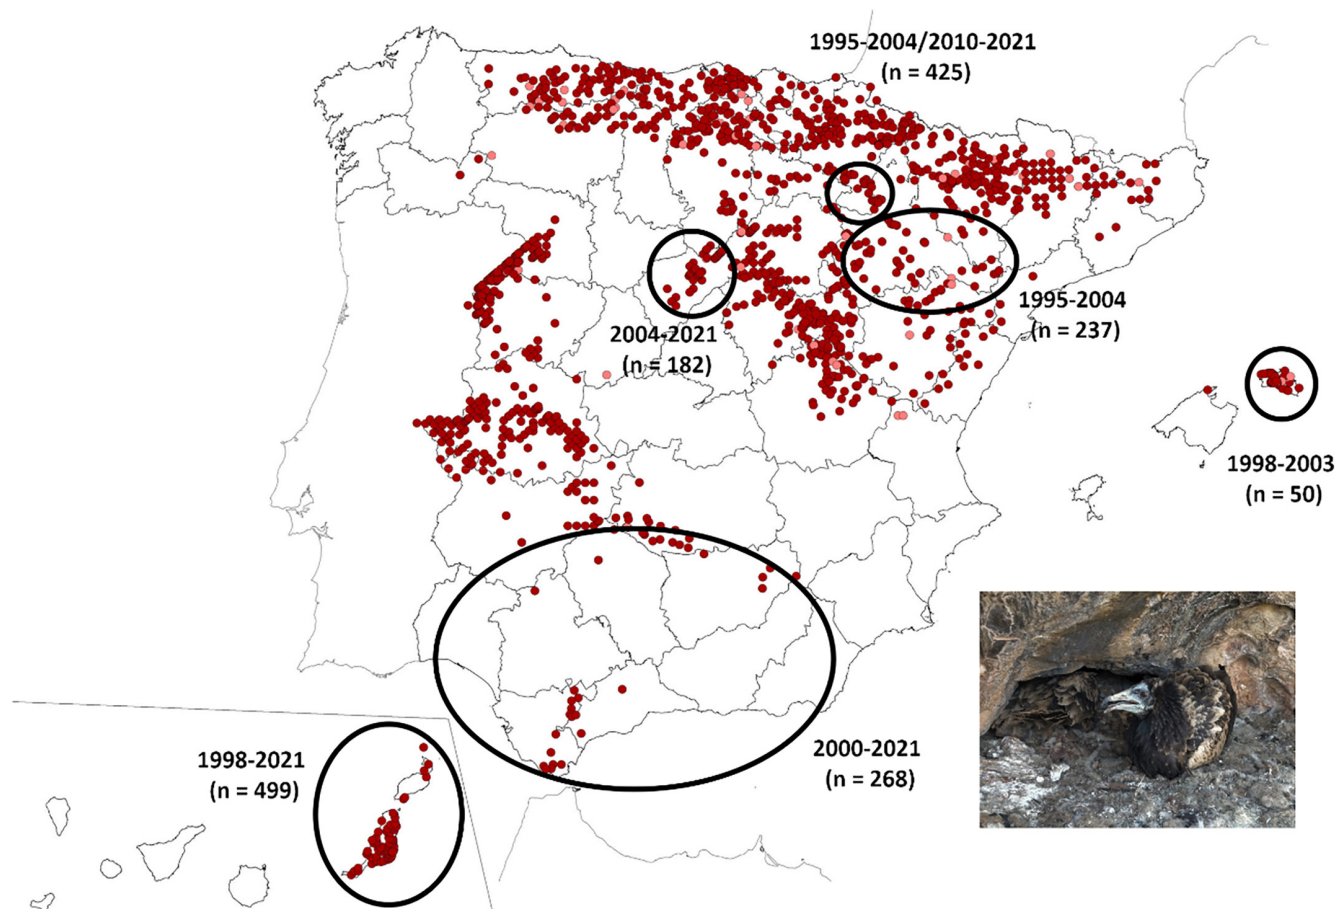 1995-2004/2010-2021
(n = 425)
1995-2004
(n = 237)
2004-2021
(n = 182)
1998-2003
(n = 50)
1998-2021
(n = 499)
2000-2021
(n = 268)